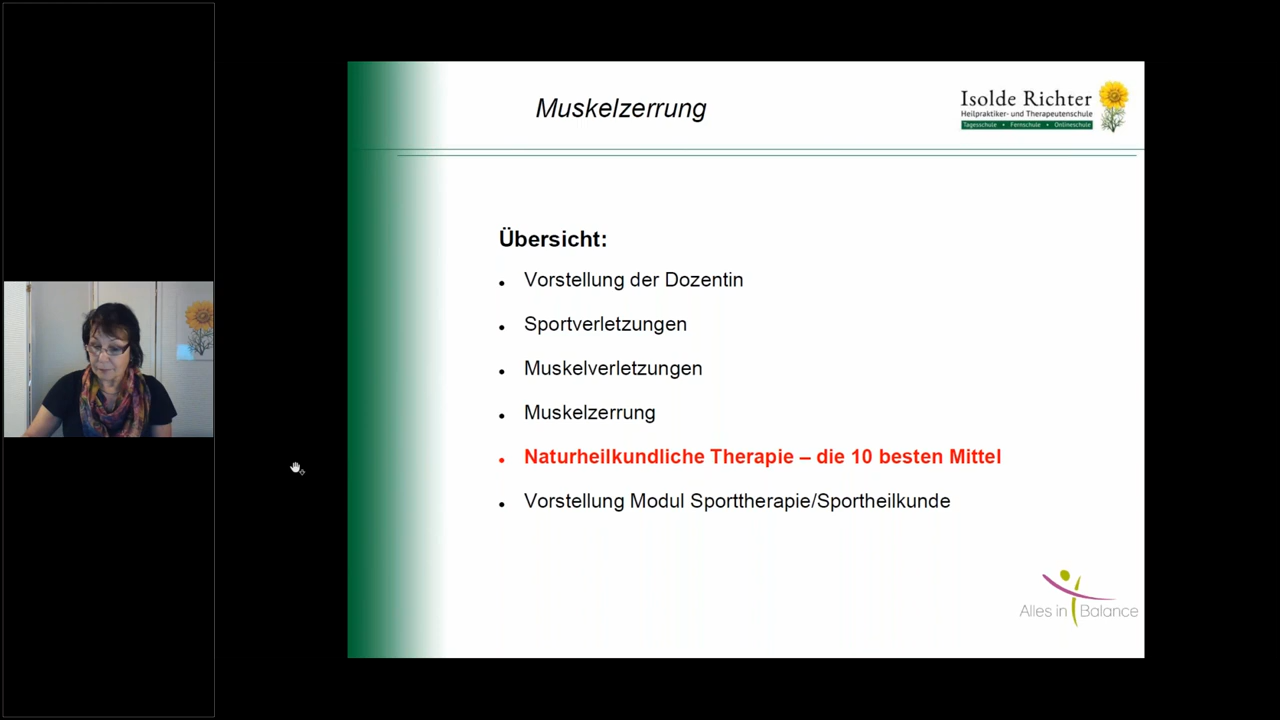 Muskelzerrung
Isolde Richter
Heilpraktiker- und Therapeutenschule
Tagesschule • Fernschule • Onlineschule
Übersicht:
• Vorstellung der Dozentin
• Sportverletzungen
• Muskelverletzungen
• Muskelzerrung
• Naturheilkundliche Therapie – die 10 besten Mittel
• Vorstellung Modul Sporttherapie/Sportheilkunde
Alles in Balance